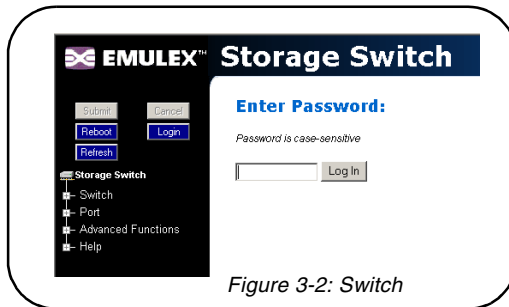 EMULEX™ Storage Switch
Submit Cancel
Reboot Login
Refresh
Storage Switch
Switch
Port
Advanced Functions
Help
Enter Password:
Password is case-sensitive
Log In
Figure 3-2: Switch